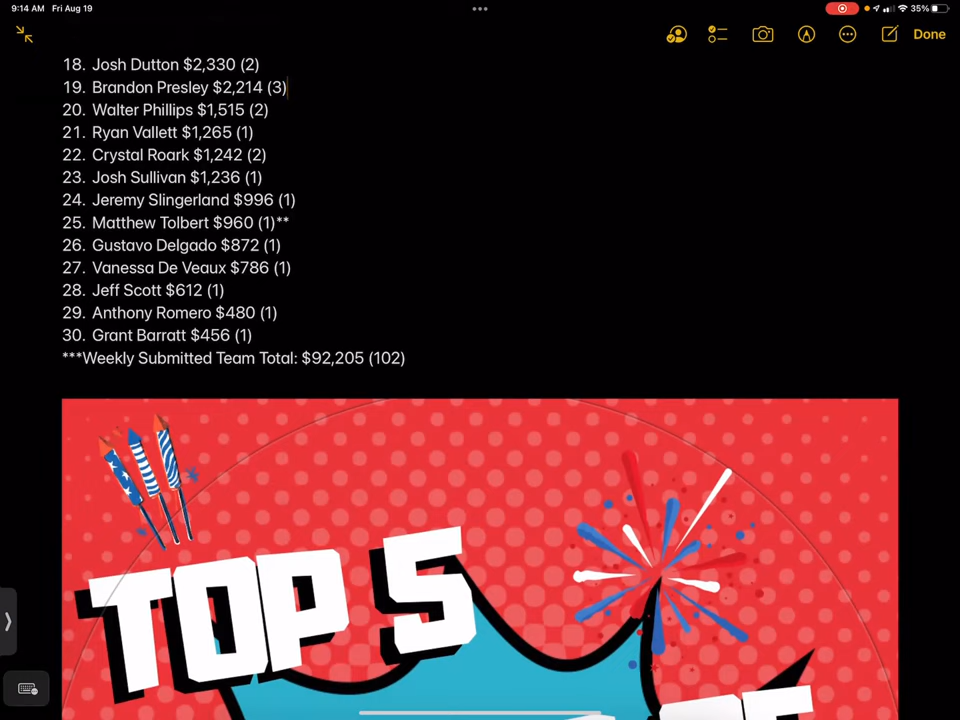 9:14 AM Fri Aug 19
35%
Done
18. Josh Dutton $2,330 (2)
19. Brandon Presley $2,214 (3)
20. Walter Phillips $1,515 (2)
21. Ryan Vallett $1,265 (1)
22. Crystal Roark $1,242 (2)
23. Josh Sullivan $1,236 (1)
24. Jeremy Slingerland $996 (1)
25. Matthew Tolbert $960 (1)**
26. Gustavo Delgado $872 (1)
27. Vanessa De Veaux $786 (1)
28. Jeff Scott $612 (1)
29. Anthony Romero $480 (1)
30. Grant Barratt $456 (1)
***Weekly Submitted Team Total: $92,205 (102)
TOP 5